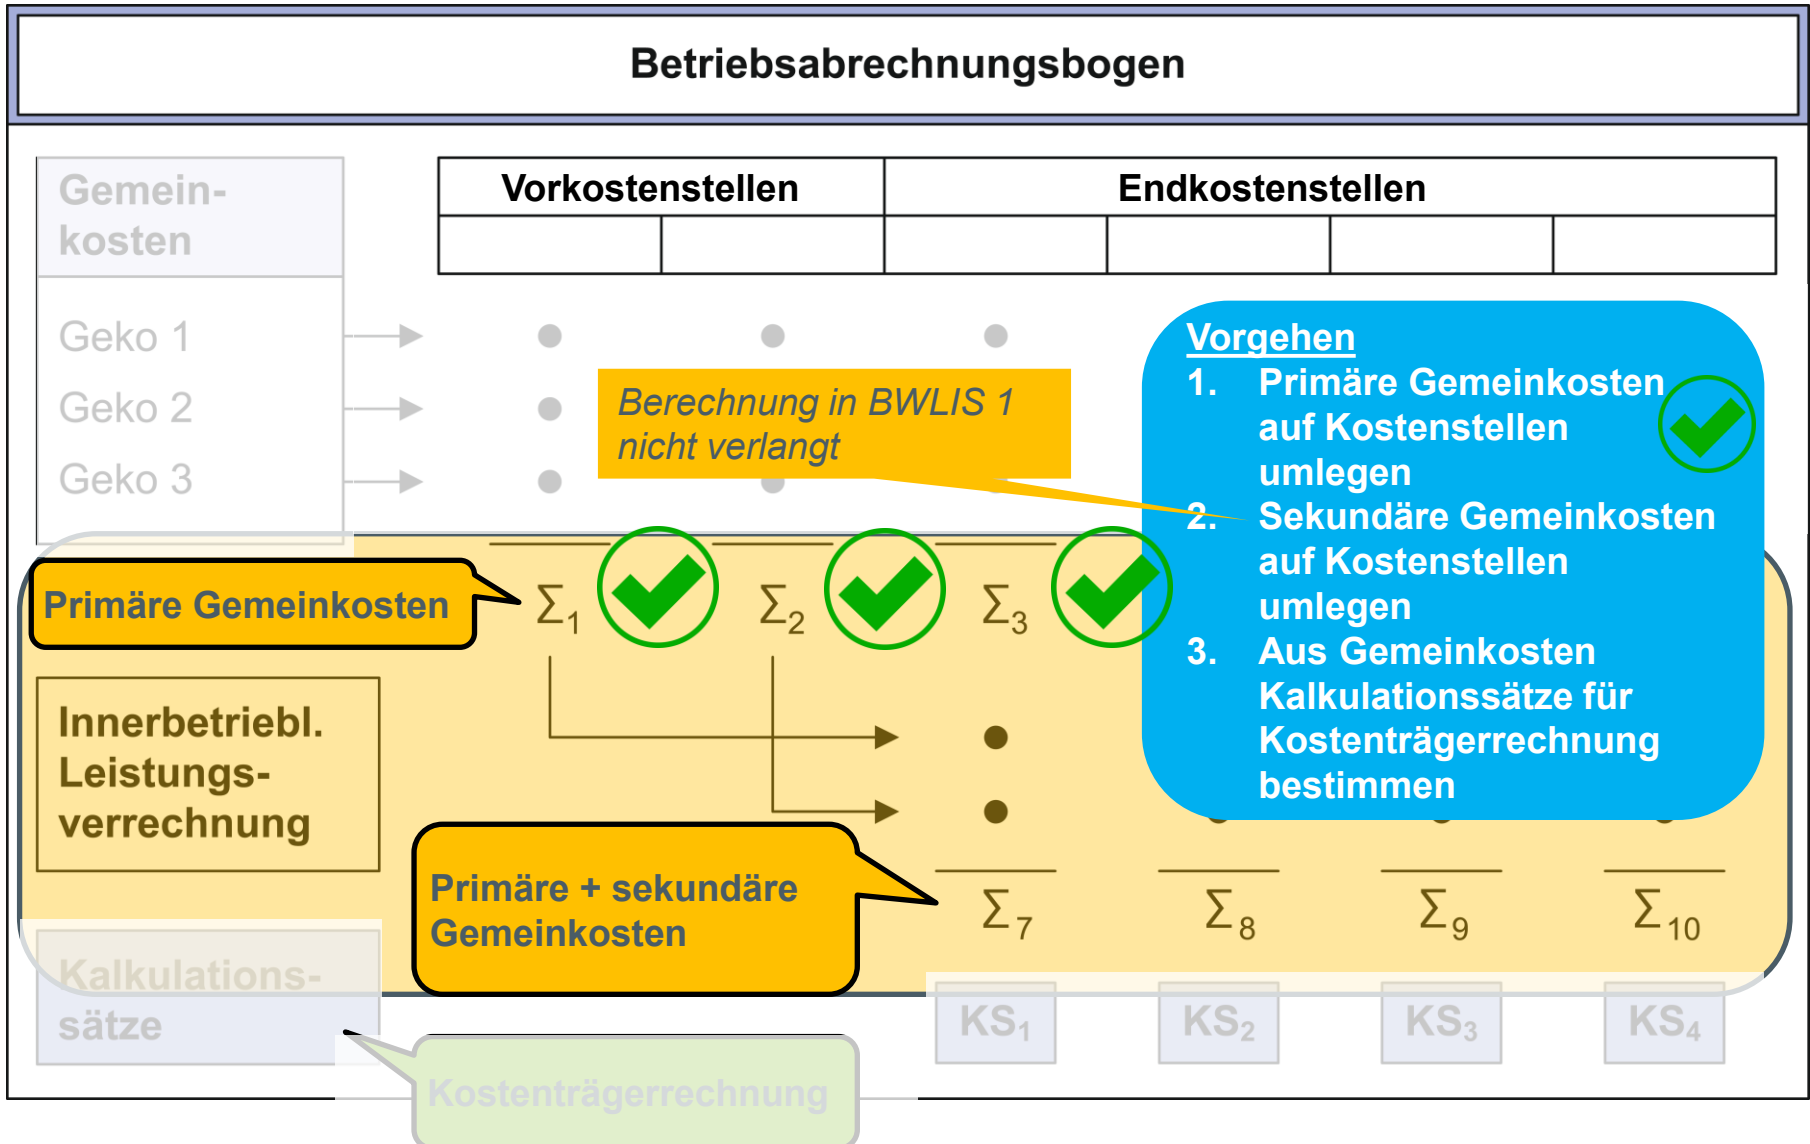 Betriebsabrechnungsbogen
Gemein-
kosten
Vorkostenstellen
Endkostenstellen
Geko 1
Geko 2
Geko 3
Berechnung in BWLIS 1
nicht verlangt
Vorgehen
1. Primäre Gemeinkosten
auf Kostenstellen
umlegen
2. Sekundäre Gemeinkosten
auf Kostenstellen
umlegen
3. Aus Gemeinkosten
Kalkulationssätze für
Kostenträgerrechnung
bestimmen
Primäre Gemeinkosten
Σ1 Σ2 Σ3
Innerbetriebl.
Leistungs-
verrechnung
Primäre + sekundäre
Gemeinkosten
Σ7 Σ8 Σ9 Σ10
Kalkulations-
sätze
KS1 KS2 KS3 KS4
Kostenträgerrechnung